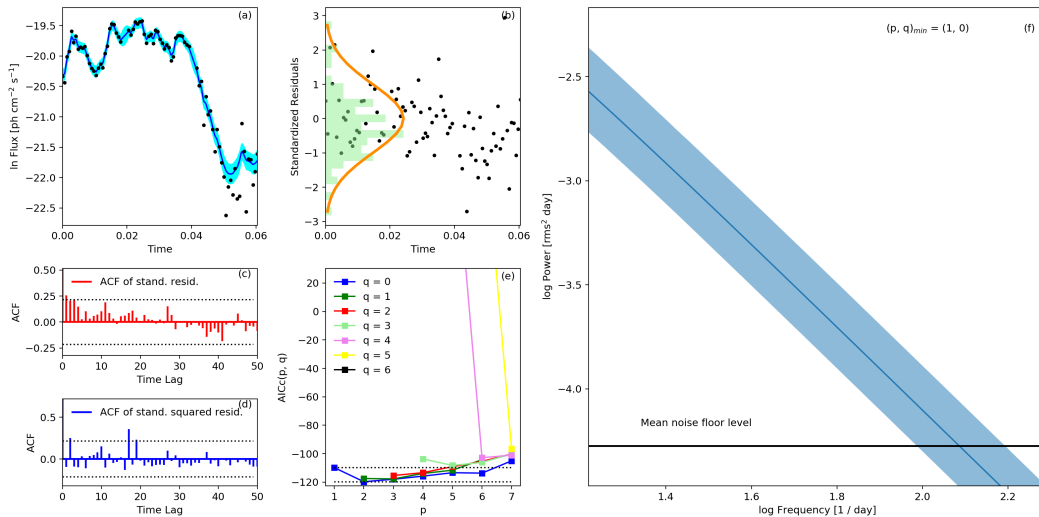 (a)
−19.5
−20.0
−20.5
−21.0
−21.5
−22.0
−22.5
ln Flux [ph cm⁻² s⁻¹]
0.00 0.02 0.04 0.06
Time
(b)
3
2
1
0
−1
−2
−3
Standardized Residuals
0.00 0.02 0.04 0.06
Time
(c)
ACF of stand. resid.
0.50
0.25
0.00
−0.25
ACF
0 10 20 30 40 50
Time Lag
(d)
ACF of stand. squared resid.
0.5
0.0
ACF
0 10 20 30 40 50
Time Lag
(e)
q = 0
q = 1
q = 2
q = 3
q = 4
q = 5
q = 6
20
0
−20
−40
−60
−80
−100
−120
AICc(p, q)
1 2 3 4 5 6 7
p
(p, q)min = (1, 0)
(f)
−2.5
−3.0
−3.5
−4.0
log Power [rms² day]
Mean noise floor level
1.4 1.6 1.8 2.0 2.2
log Frequency [1 / day]